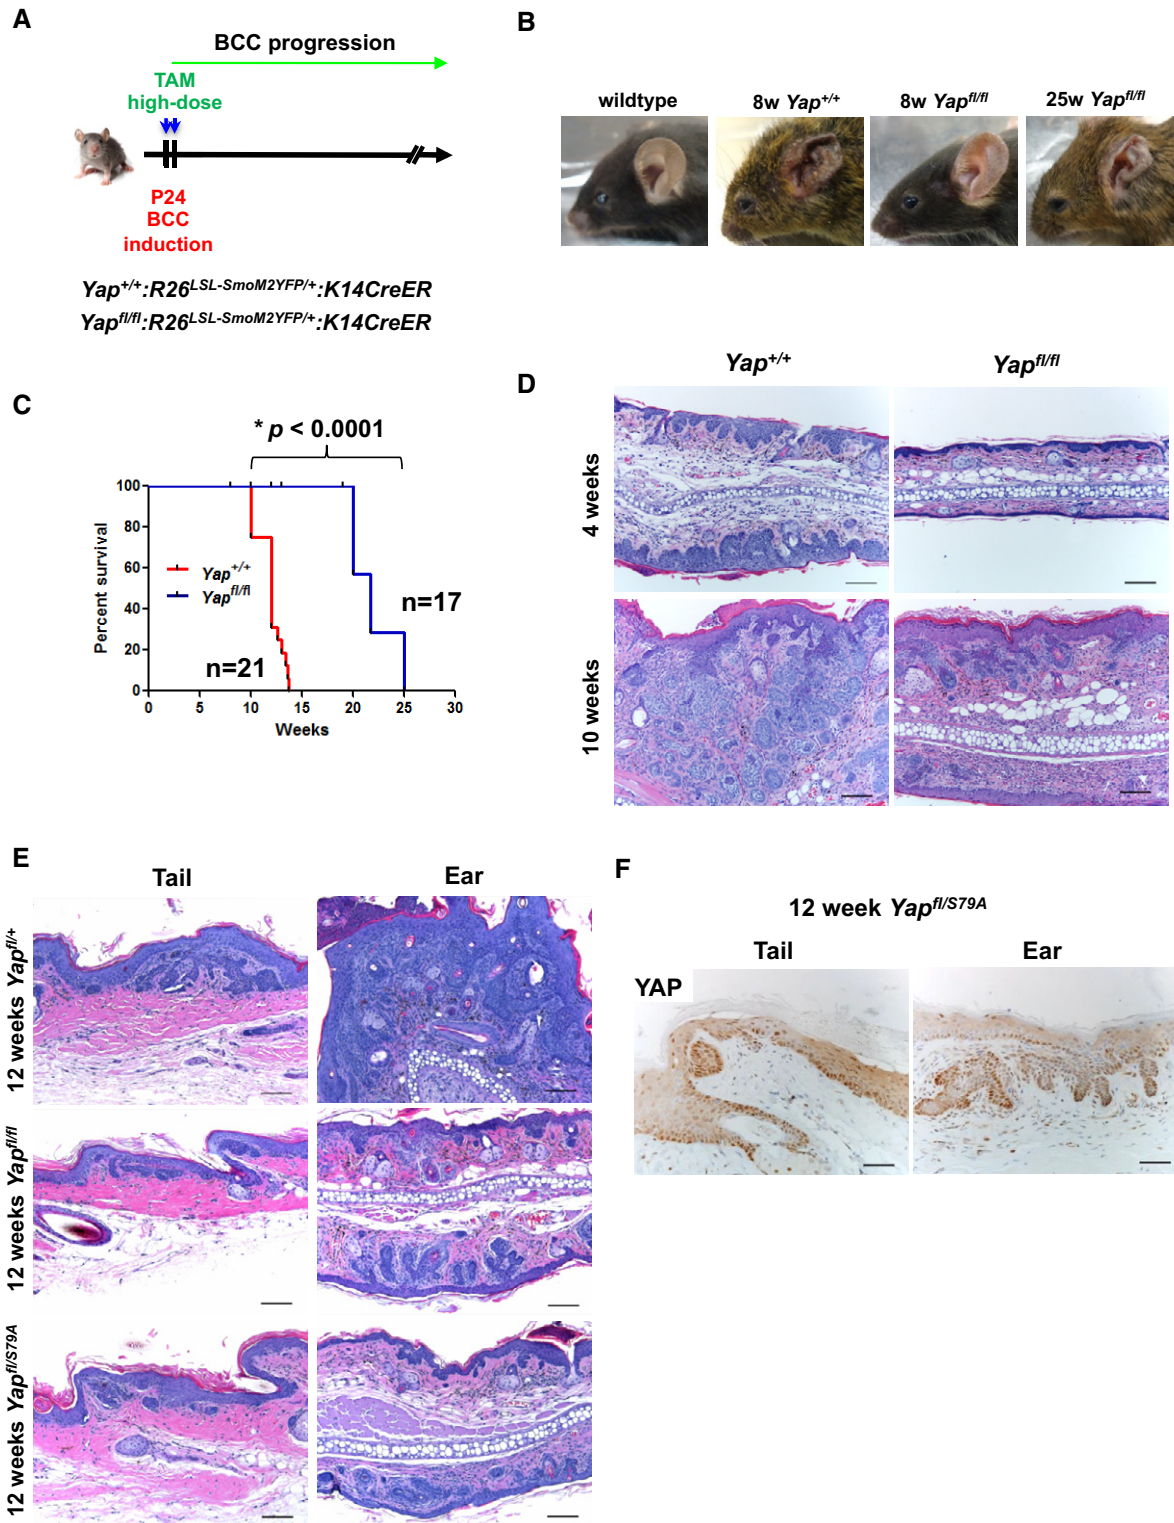 A
BCC progression
TAM
high-dose
P24
BCC
induction
Yap+/+:R26LSL-SmoM2YFP/+:K14CreER
Yapfl/fl:R26LSL-SmoM2YFP/+:K14CreER
B
wildtype
8w Yap+/+
8w Yapfl/fl
25w Yapfl/fl
C
* p < 0.0001
Percent survival
100
80
60
40
20
0
Yap+/+
Yapfl/fl
n=17
n=21
0 5 10 15 20 25 30
Weeks
D
Yap+/+
Yapfl/fl
4 weeks
10 weeks
E
Tail
Ear
12 weeks Yapfl/+
12 weeks Yapfl/fl
12 weeks Yapfl/S79A
F
12 week Yapfl/S79A
Tail
Ear
YAP